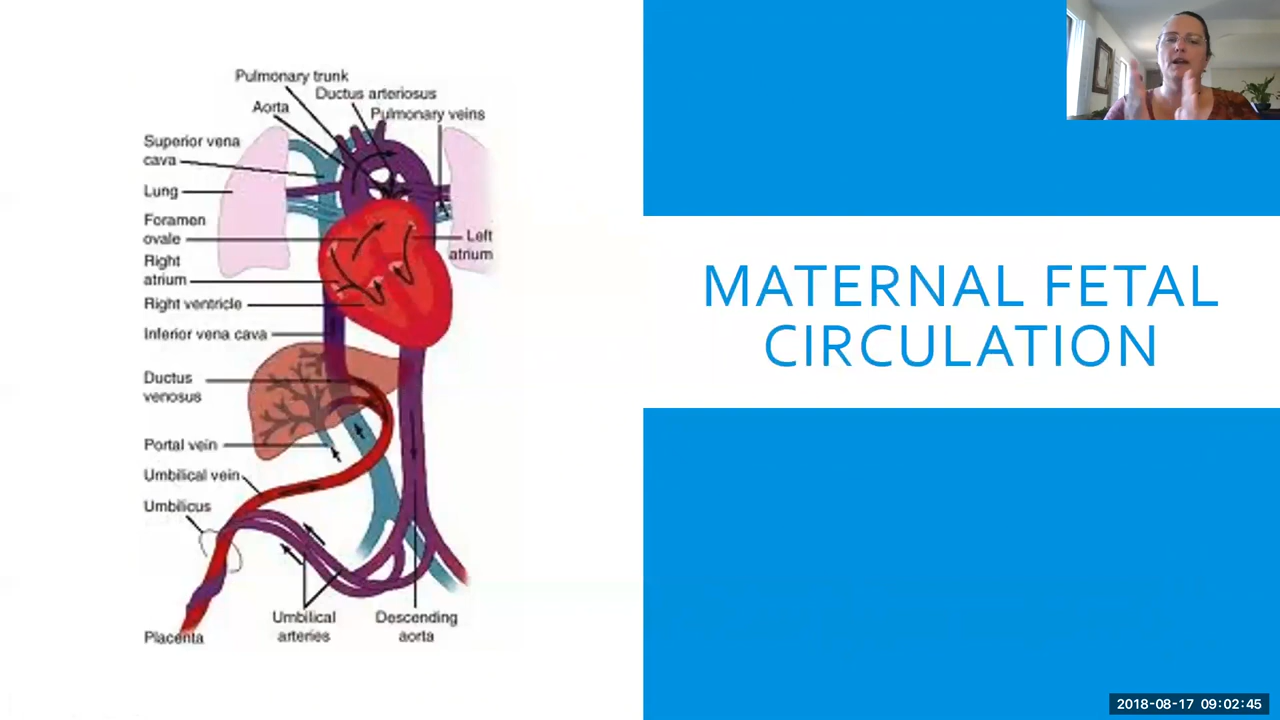 Pulmonary trunk
Ductus arteriosus
Aorta
Pulmonary veins
Superior vena
cava
Lung
Foramen
ovale
Left
atrium
Right
atrium
Right ventricle
Inferior vena cava
Ductus
venosus
Portal vein
Umbilical vein
Umbilicus
Umbilical
arteries
Descending
aorta
Placenta
MATERNAL FETAL
CIRCULATION
2018-08-17 09:02:45